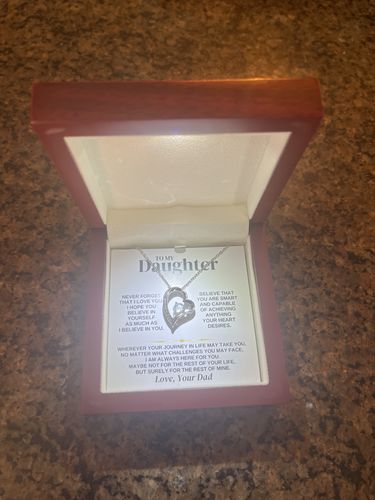 TO MY
Daughter
NEVER FORGET
THAT I LOVE YOU
I HOPE YOU
BELIEVE IN
YOURSELF
AS MUCH AS
I BELIEVE IN YOU.
BELIEVE THAT
YOU ARE SMART
AND CAPABLE
OF ACHIEVING
ANYTHING
YOUR HEART
DESIRES.
WHEREVER YOUR JOURNEY IN LIFE MAY TAKE YOU,
NO MATTER WHAT CHALLENGES YOU MAY FACE,
I AM ALWAYS HERE FOR YOU
MAYBE NOT FOR THE REST OF YOUR LIFE,
BUT SURELY FOR THE REST OF MINE.
Love, Your Dad